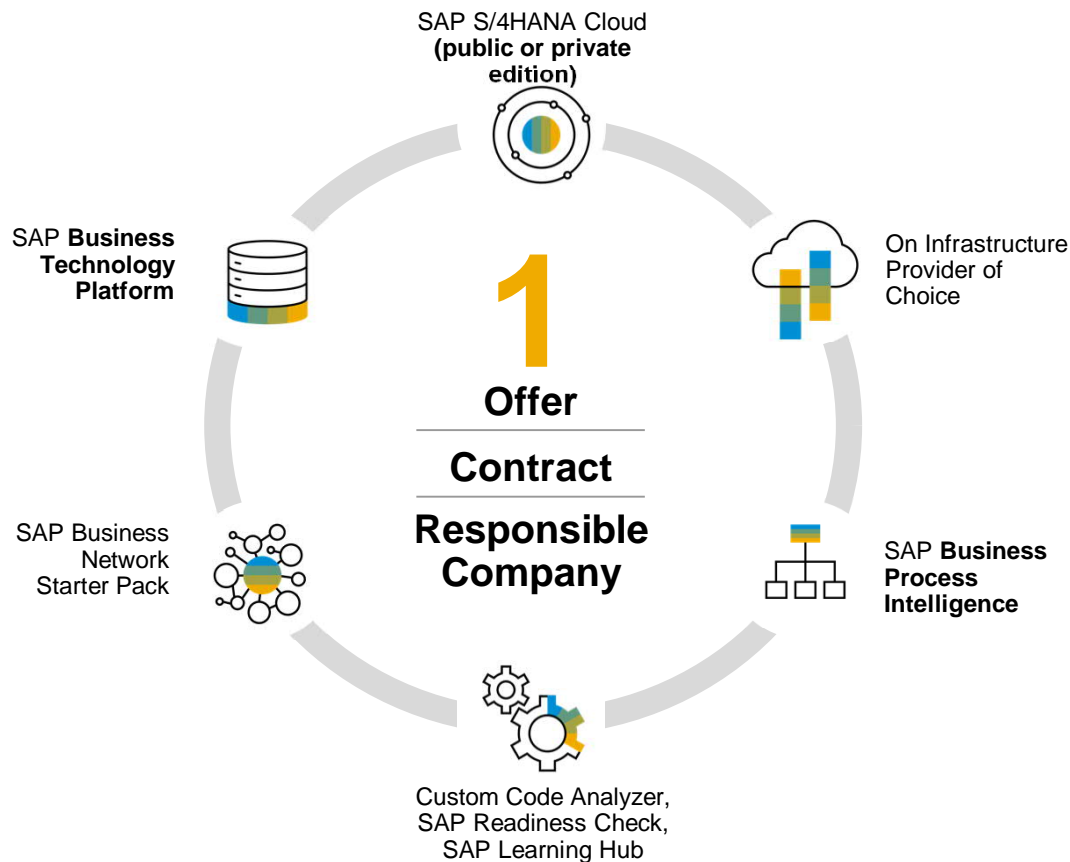 SAP S/4HANA Cloud
(public or private
edition)
SAP Business
Technology
Platform
On Infrastructure
Provider of
Choice
1
Offer
Contract
Responsible
Company
SAP Business
Network
Starter Pack
SAP Business
Process
Intelligence
Custom Code Analyzer,
SAP Readiness Check,
SAP Learning Hub